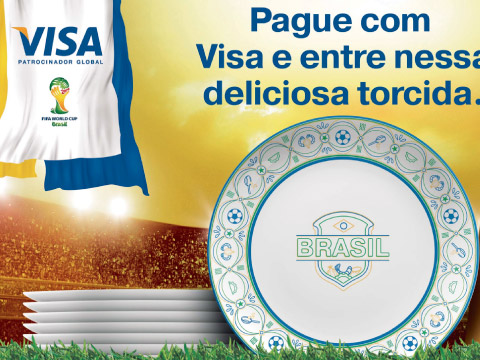 Pague com
Visa e entre nessa
deliciosa torcida.
VISA
PATROCINADOR GLOBAL
FIFA WORLD CUP
Brasil
BRASIL